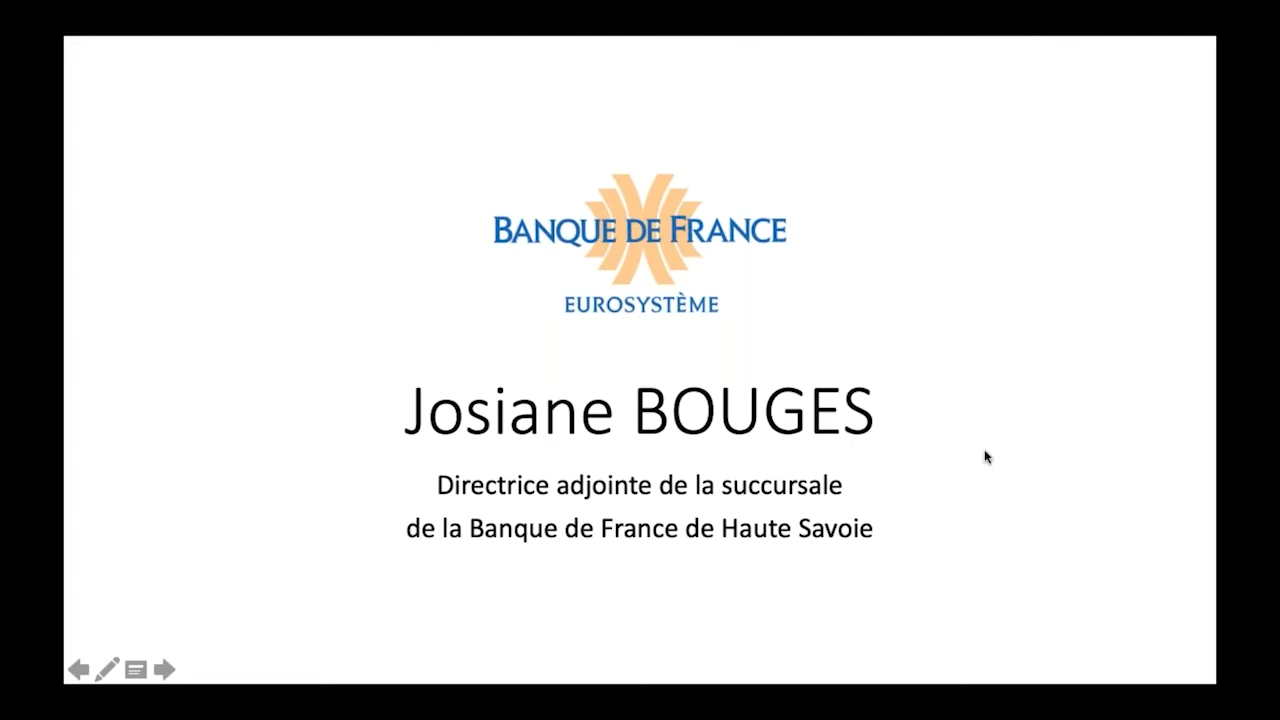 BANQUE DE FRANCE
EUROSYSTÈME
Josiane BOUGES
Directrice adjointe de la succursale
de la Banque de France de Haute Savoie